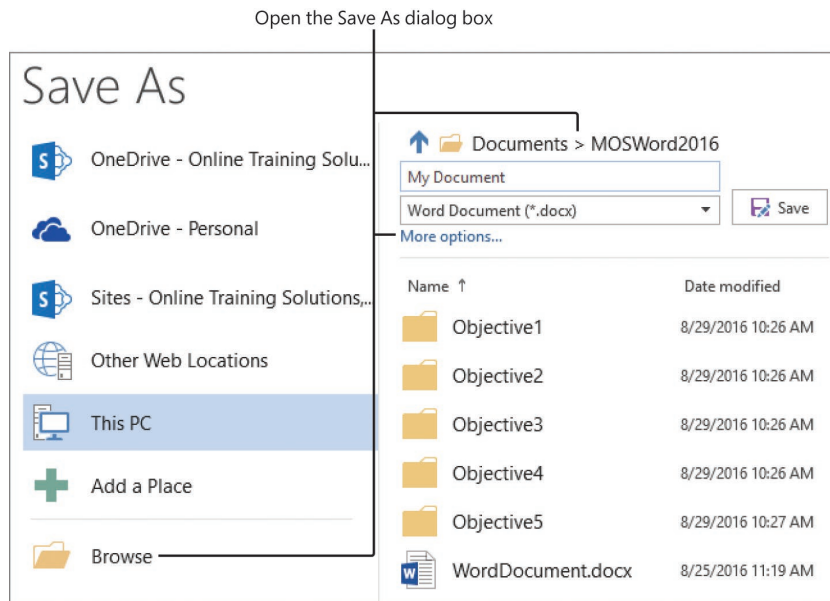 Open the Save As dialog box
Save As
OneDrive - Online Training Solu...
OneDrive - Personal
Sites - Online Training Solutions,...
Other Web Locations
This PC
Add a Place
Browse
Documents > MOSWord2016
My Document
Word Document (*.docx)
Save
More options...
Name ↑ Date modified
Objective1 8/29/2016 10:26 AM
Objective2 8/29/2016 10:26 AM
Objective3 8/29/2016 10:26 AM
Objective4 8/29/2016 10:26 AM
Objective5 8/29/2016 10:27 AM
WordDocument.docx 8/25/2016 11:19 AM